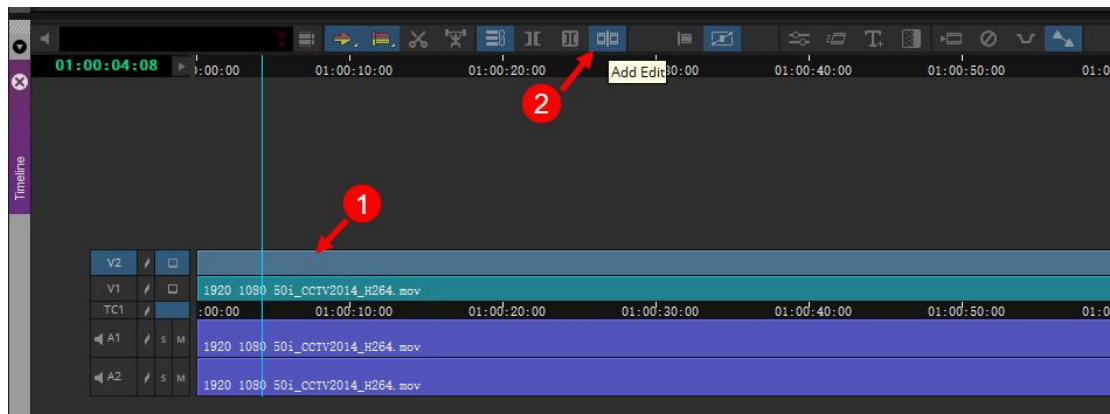 01:00:04:08
:00:00 01:00:10:00 01:00:20:00 30:00 01:00:40:00 01:00:50:00 01:0
Add Edit
2
Timeline
1
V2
V1 1920 1080 50i_CCTV2014_H264.mov
TC1 :00:00 01:00:10:00 01:00:20:00 01:00:30:00 01:00:40:00 01:00:50:00 01:0
A1 S M 1920 1080 50i_CCTV2014_H264.mov
A2 S M 1920 1080 50i_CCTV2014_H264.mov